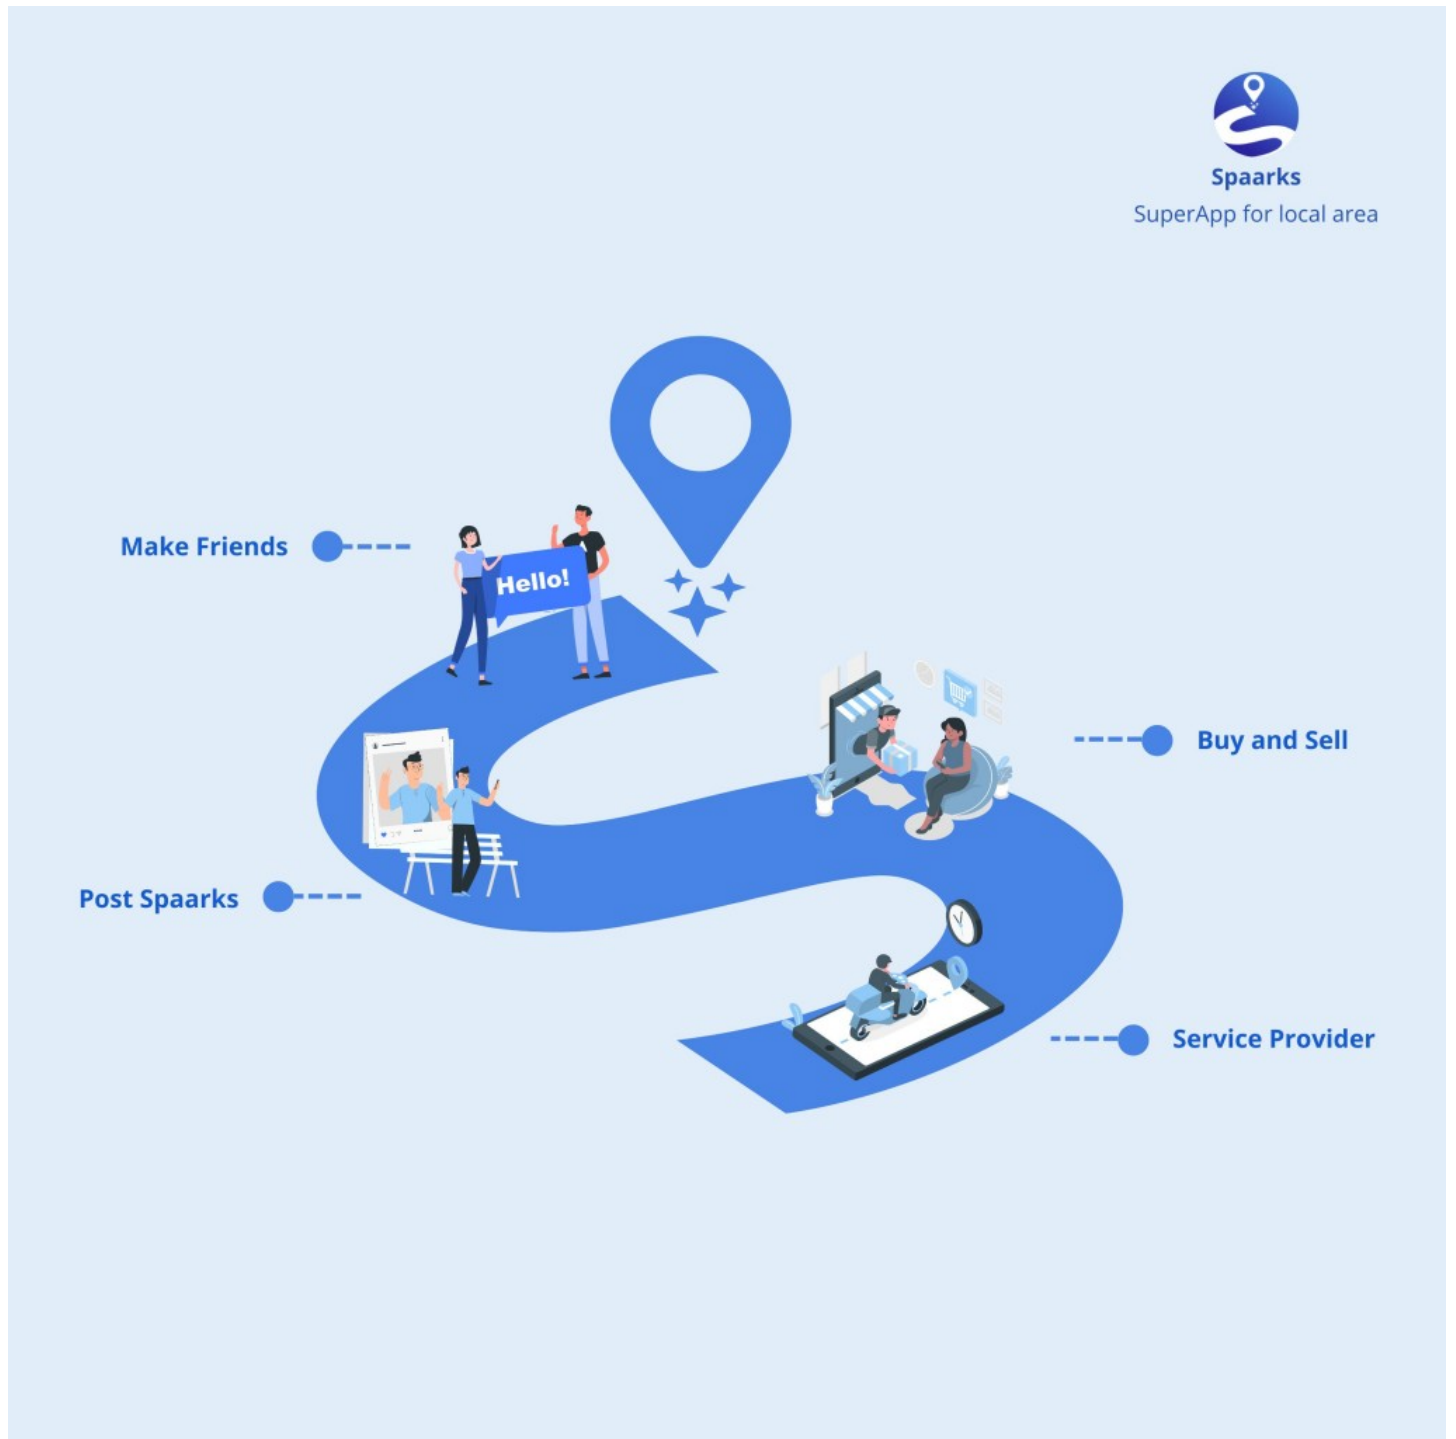 Spaarks
SuperApp for local area
Make Friends
Hello!
Buy and Sell
Post Spaarks
Service Provider